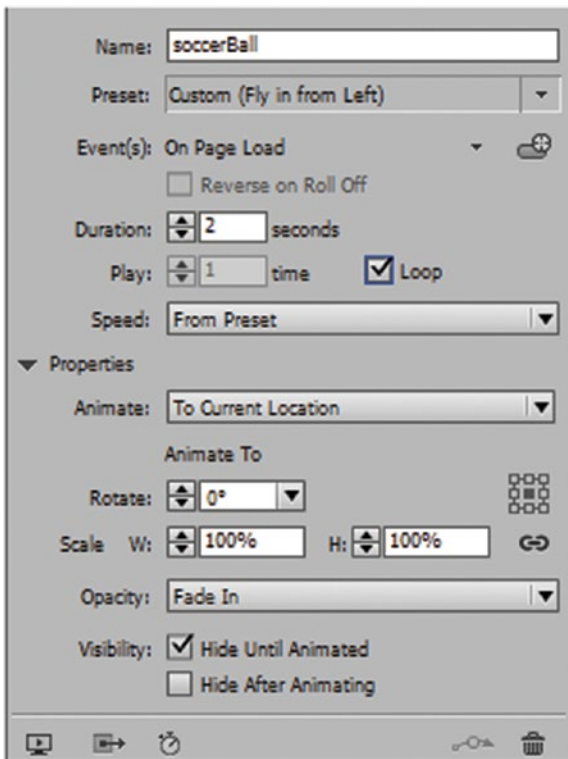 Name: soccerBall
Preset: Custom (Fly in from Left)
Event(s): On Page Load
Reverse on Roll Off
Duration: 2 seconds
Play: 1 time Loop
Speed: From Preset
Properties
Animate: To Current Location
Animate To
Rotate: 0°
Scale W: 100% H: 100%
Opacity: Fade In
Visibility: Hide Until Animated
Hide After Animating